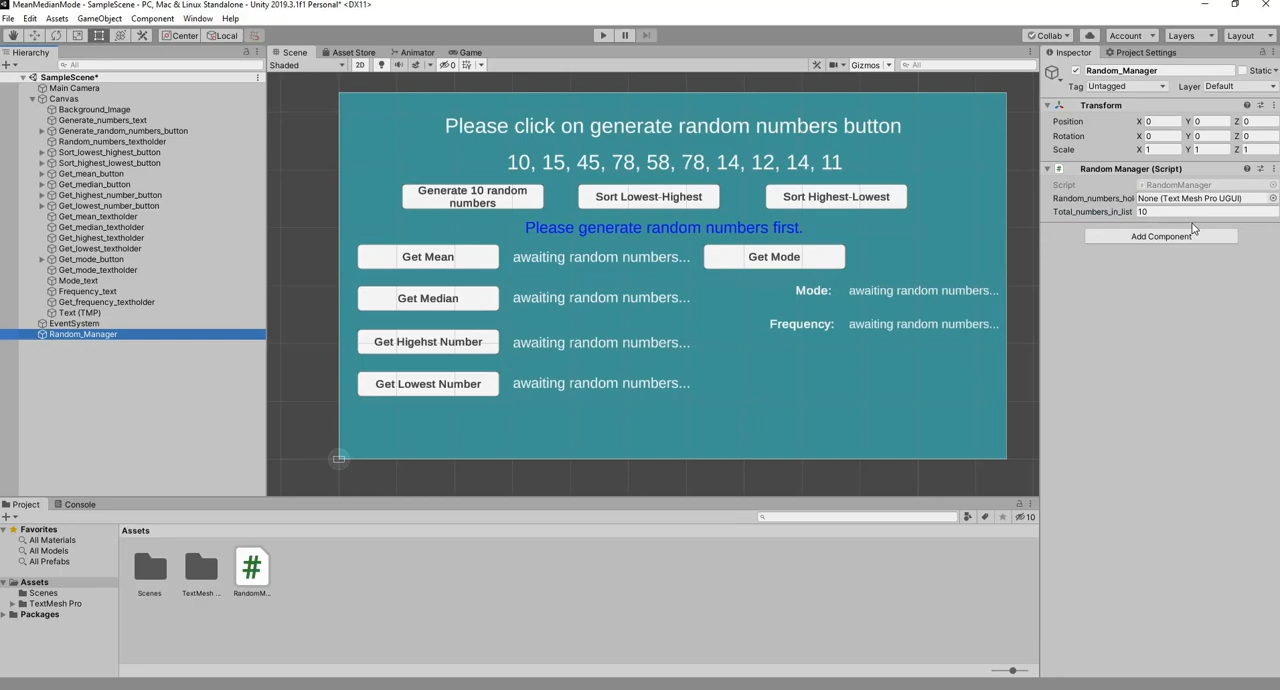 MeanMedianMode - SampleScene - PC, Mac & Linux Standalone - Unity 2019.3.1f1 Personal* <DX11>
File Edit Assets GameObject Component Window Help
Center Local Collab Account Layers Layout
Hierarchy
All
SampleScene*
Main Camera
Canvas
Background_Image
Generate_numbers_text
Generate_random_numbers_button
Random_numbers_textholder
Sort_lowest_highest_button
Sort_highest_lowest_button
Get_mean_button
Get_median_button
Get_highest_number_button
Get_lowest_number_button
Get_mean_textholder
Get_median_textholder
Get_highest_textholder
Get_lowest_textholder
Get_mode_button
Get_mode_textholder
Mode_text
Frequency_text
Get_frequency_textholder
Text (TMP)
EventSystem
Random_Manager
Scene Asset Store Animator Game
Shaded 2D 0 Gizmos All
Please click on generate random numbers button
10, 15, 45, 78, 58, 78, 14, 12, 14, 11
Generate 10 random
numbers
Sort Lowest-Highest
Sort Highest-Lowest
Please generate random numbers first.
Get Mean awaiting random numbers... Get Mode
Get Median awaiting random numbers... Mode: awaiting random numbers...
Get Higehst Number awaiting random numbers... Frequency: awaiting random numbers...
Get Lowest Number awaiting random numbers...
Inspector Project Settings
Random_Manager Static
Tag Untagged Layer Default
Transform
Position X 0 Y 0 Z 0
Rotation X 0 Y 0 Z 0
Scale X 1 Y 1 Z 1
# Random Manager (Script)
Script RandomManager
Random_numbers_hol None (Text Mesh Pro UGUI)
Total_numbers_in_list 10
Add Component
Project Console
10
Favorites
All Materials
All Models
All Prefabs
Assets
Scenes
TextMesh Pro
Packages
Assets
#
Scenes TextMesh ... RandomM...